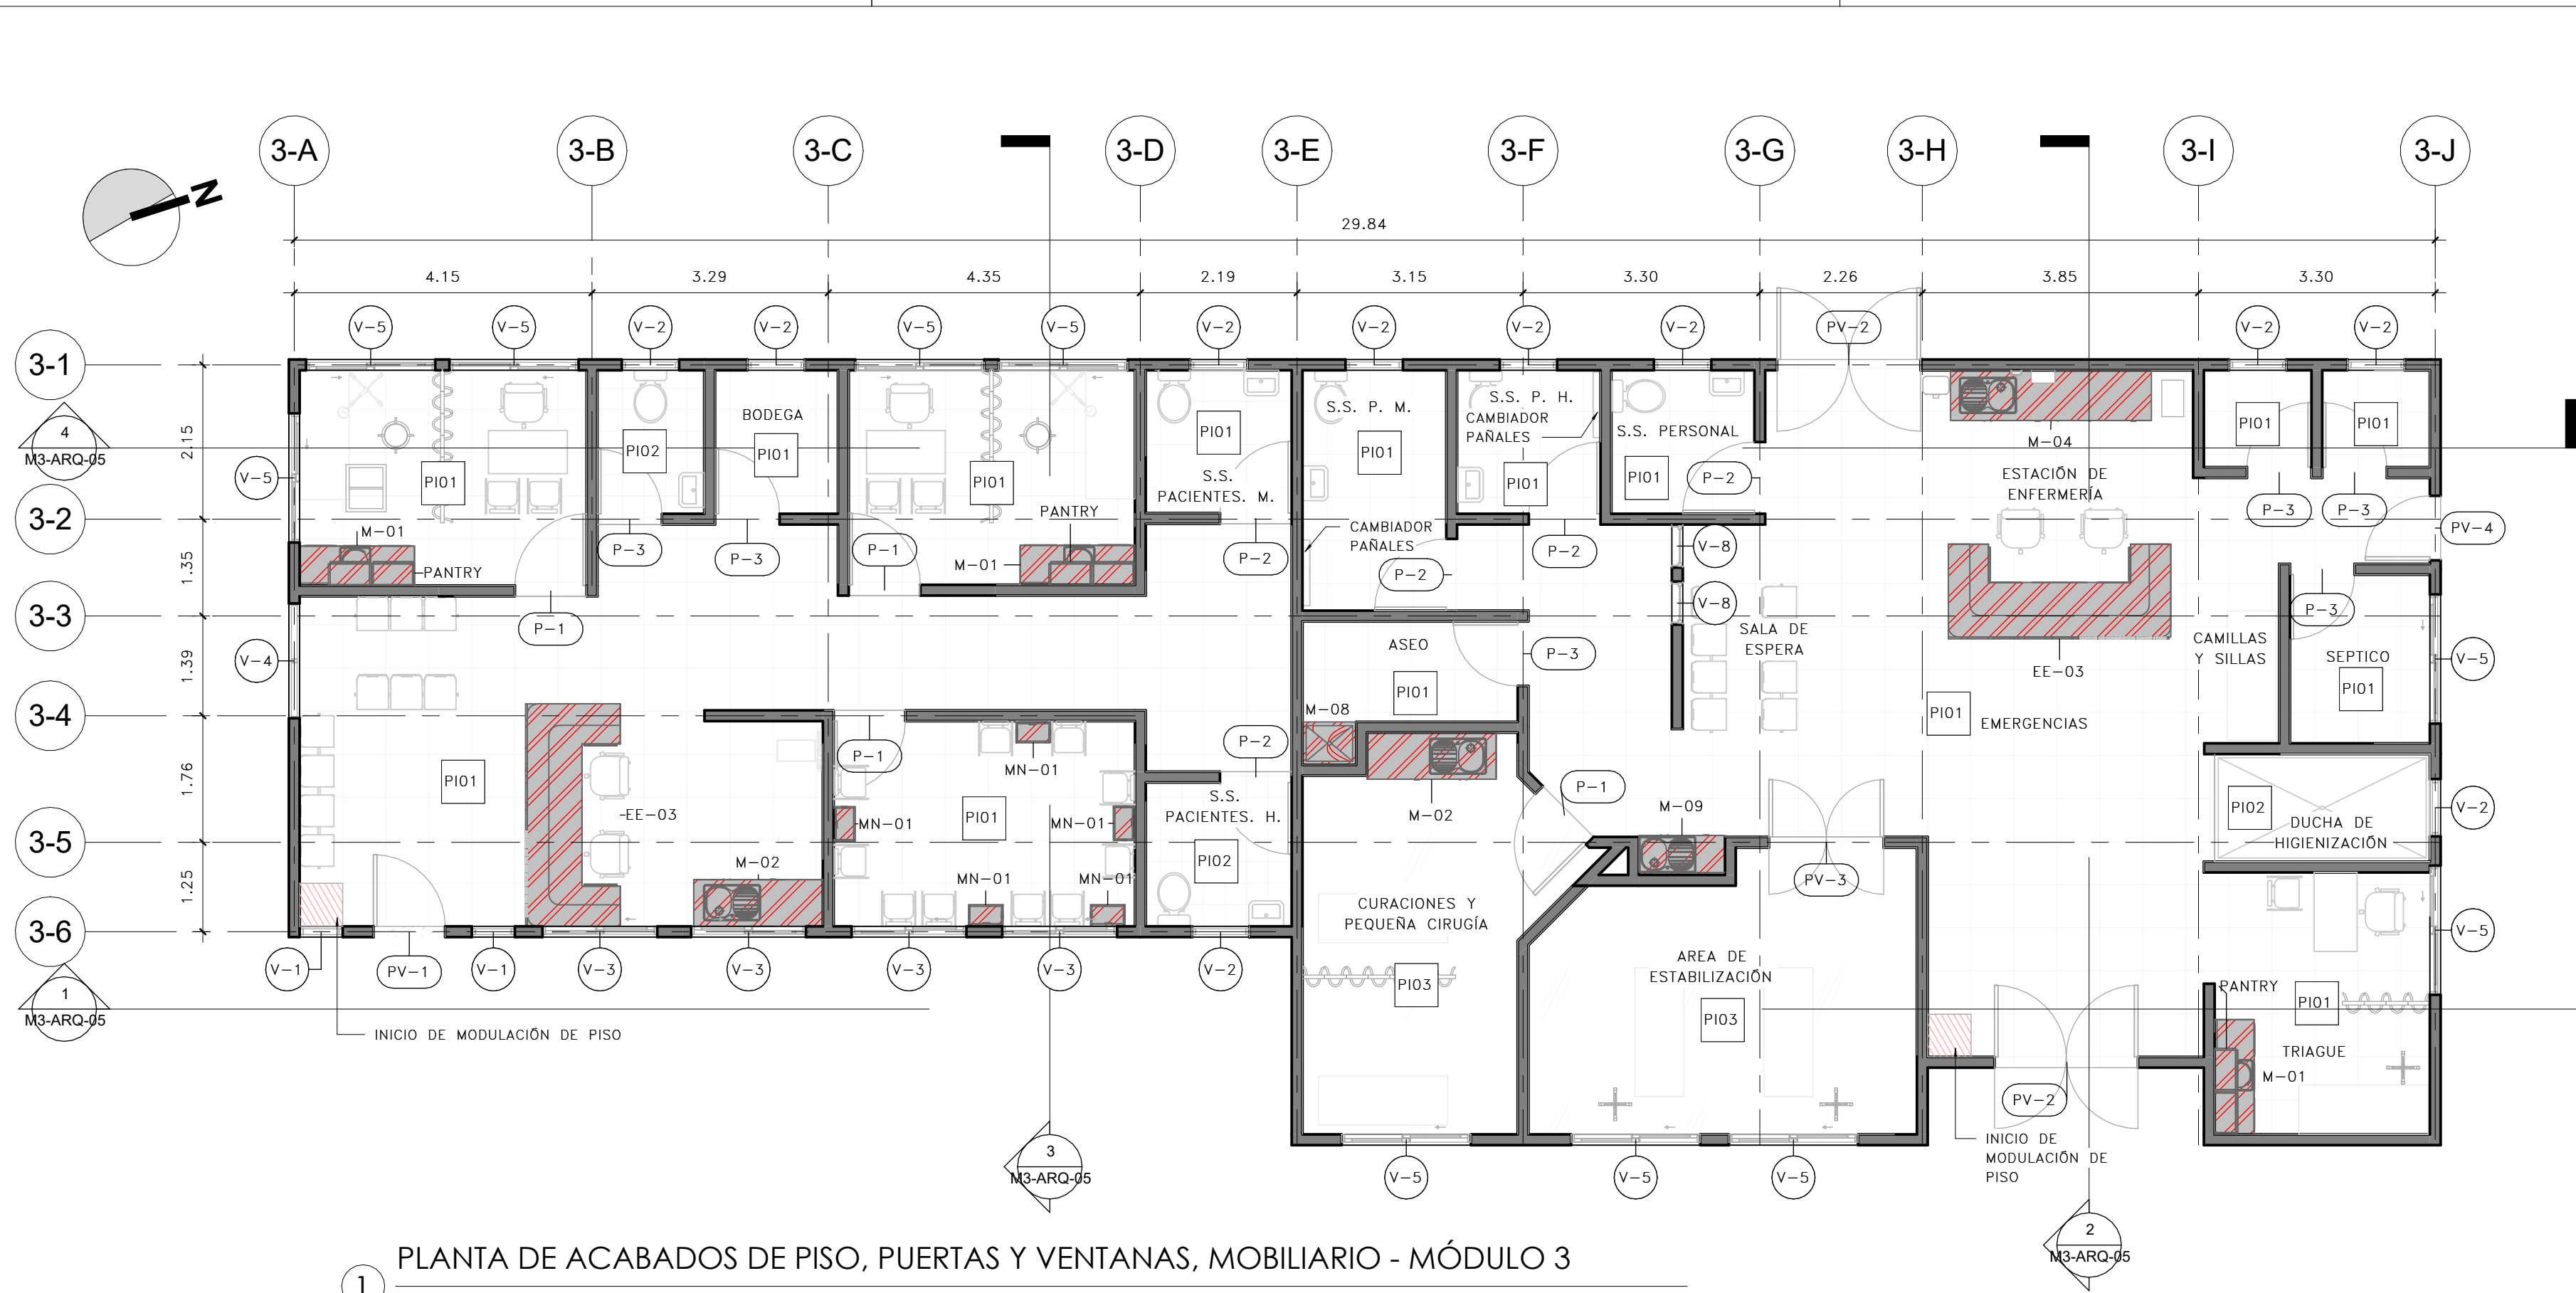 3-A 3-B 3-C 3-D 3-E 3-F 3-G 3-H 3-I 3-J
N
29.84
4.15 3.29 4.35 2.19 3.15 3.30 2.26 3.85 3.30
V-5 V-5 V-2 V-2 V-5 V-5 V-2 V-2 V-2 V-2 PV-2 V-2 V-2
3-1
4
M3-ARQ-05
2.15
V-5
3-2
1.35
3-3
1.39
V-4
3-4
1.76
3-5
1.25
3-6
1
M3-ARQ-05
PI01
M-01
PANTRY
P-1
PI02
P-3
BODEGA
PI01
P-3
P-1
PI01
PANTRY
M-01
PI01
S.S.
PACIENTES. M.
P-2
S.S. P. M.
PI01
CAMBIADOR
PAÑALES
P-2
S.S. P. H.
CAMBIADOR
PAÑALES
PI01
P-2
S.S. PERSONAL
PI01
P-2
V-8
V-8
SALA DE
ESPERA
M-04
ESTACIÓN DE
ENFERMERÍA
EE-03
PI01
EMERGENCIAS
PI01
PI01
P-3
P-3
PV-4
P-3
CAMILLAS
Y SILLAS
SEPTICO
PI01
V-5
ASEO
PI01
P-3
M-08
M-02
P-1
M-09
PV-3
PI02
DUCHA DE
HIGIENIZACIÓN
V-2
PI01
EE-03
M-02
P-1
MN-01
MN-01
PI01
MN-01
MN-01
MN-01
P-2
S.S.
PACIENTES. H.
PI02
CURACIONES Y
PEQUEÑA CIRUGÍA
PI03
AREA DE
ESTABILIZACIÓN
PI03
V-5
PANTRY
PI01
TRIAGUE
M-01
PV-2
V-1 PV-1 V-1 V-3 V-3 V-3 V-3 V-2
INICIO DE MODULACIÓN DE PISO
INICIO DE
MODULACIÓN DE
PISO
V-5 V-5 V-5
3
M3-ARQ-05
2
M3-ARQ-05
PLANTA DE ACABADOS DE PISO, PUERTAS Y VENTANAS, MOBILIARIO - MÓDULO 3
1